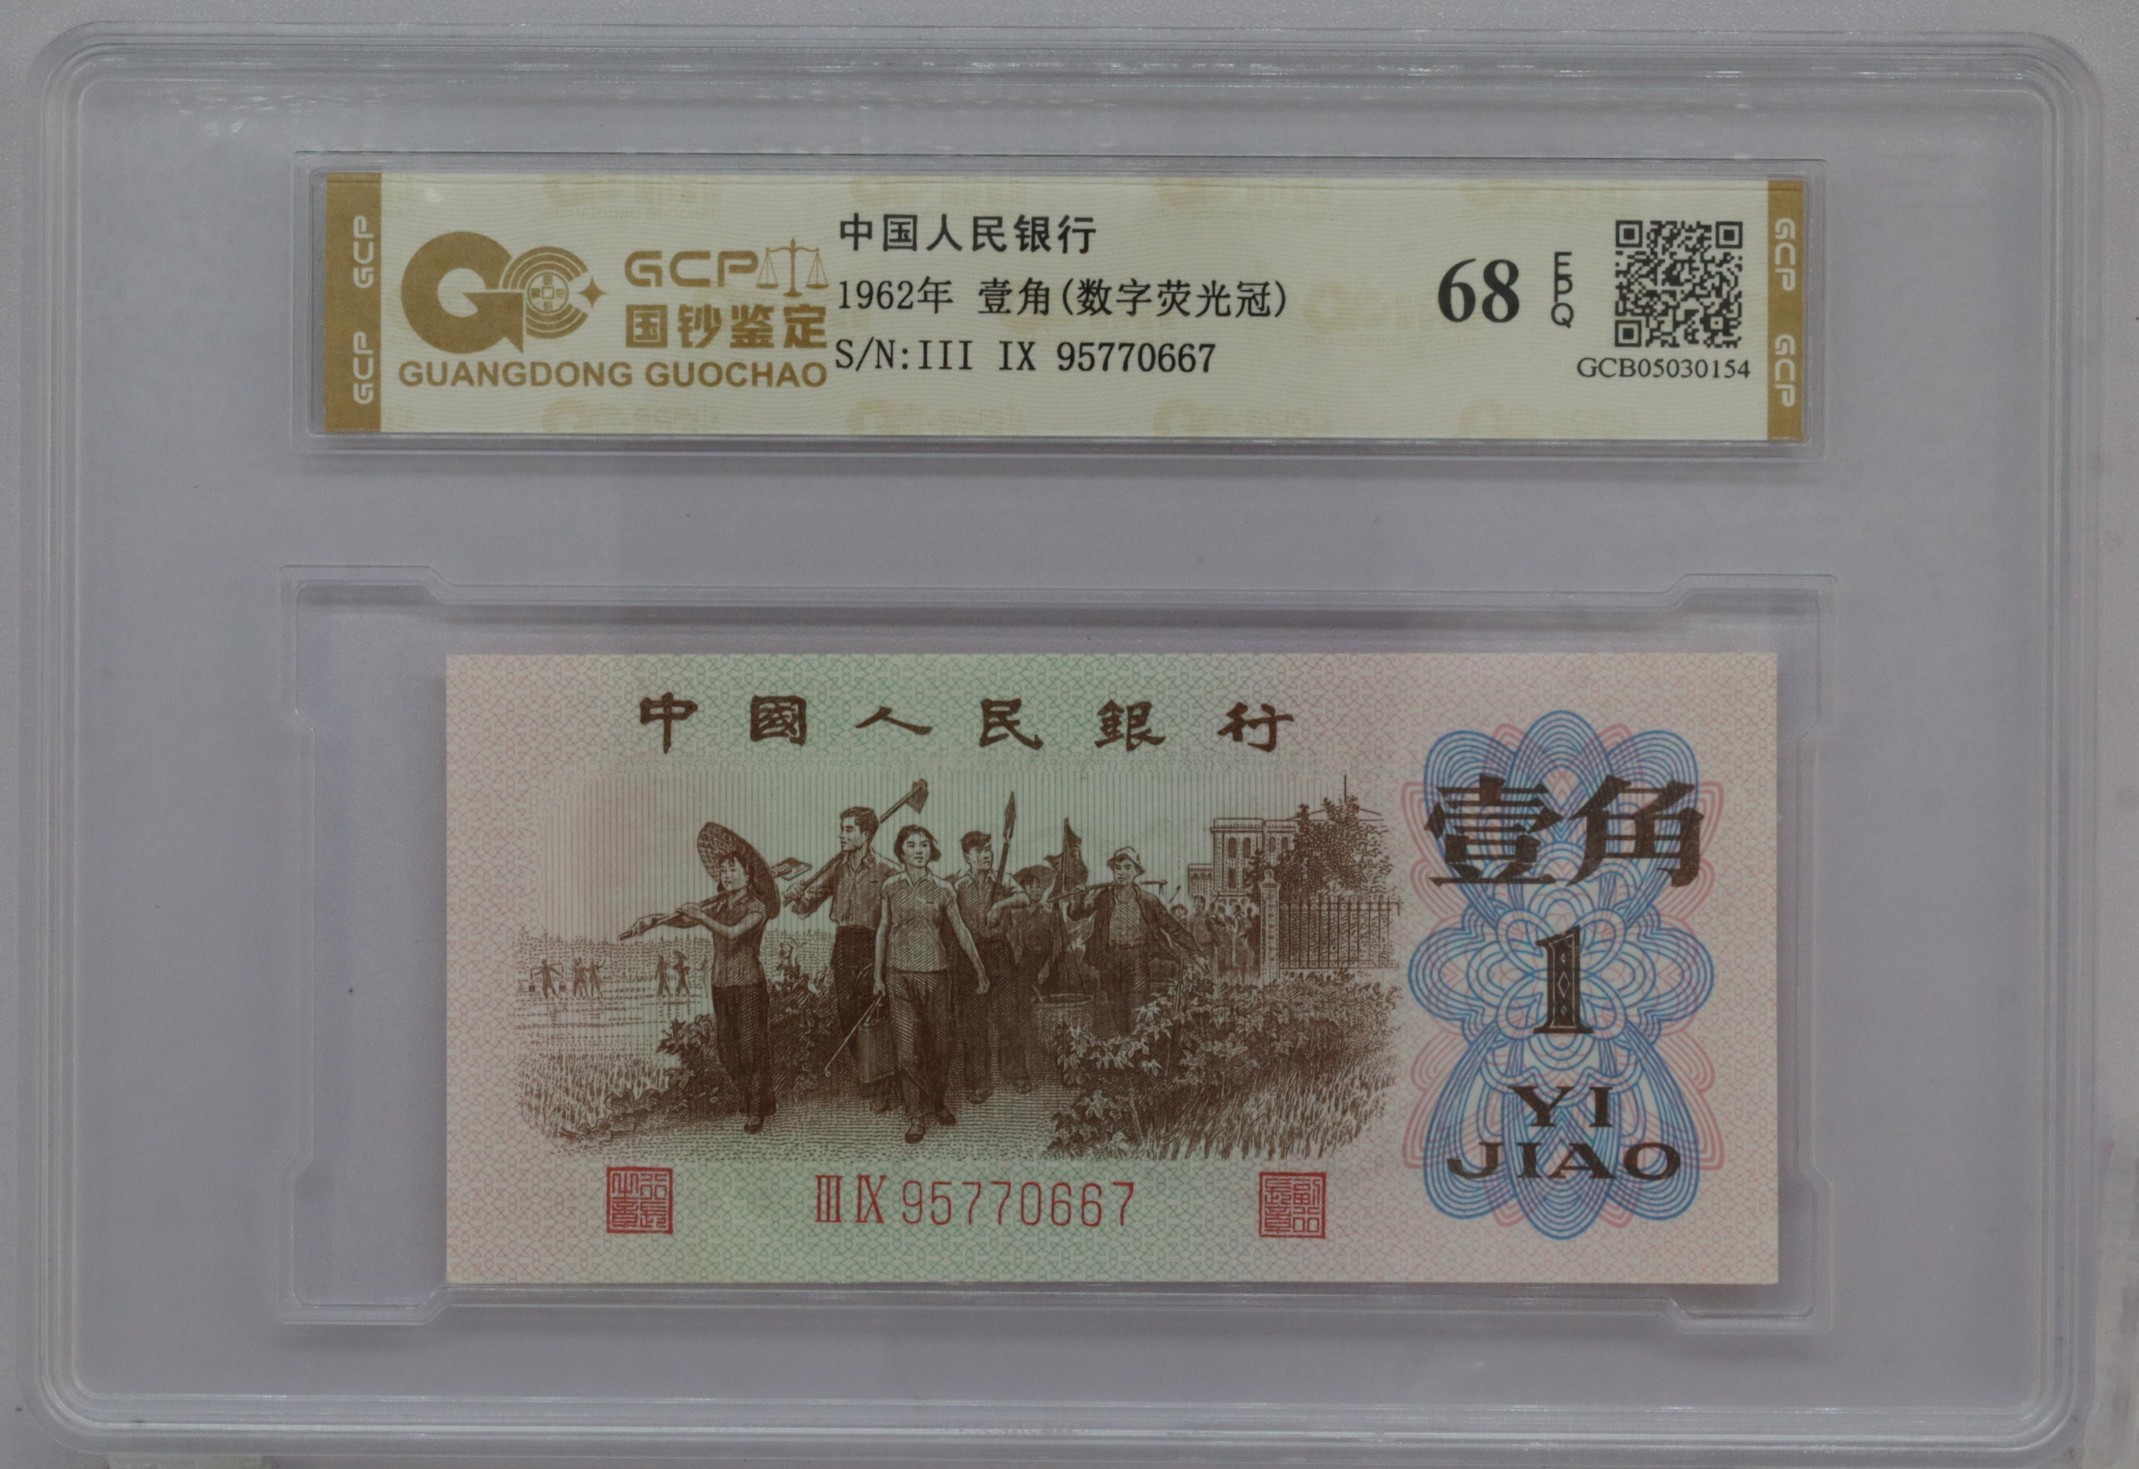 GCP
GCP
GCP
国钞鉴定
GUANGDONG GUOCHAO
中国人民银行
1962年 壹角(数字荧光冠)
S/N:III IX 95770667
68
EPQ
GCB05030154
GCP
GCP
中國人民銀行
壹角
1
YI
JIAO
III IX 95770667